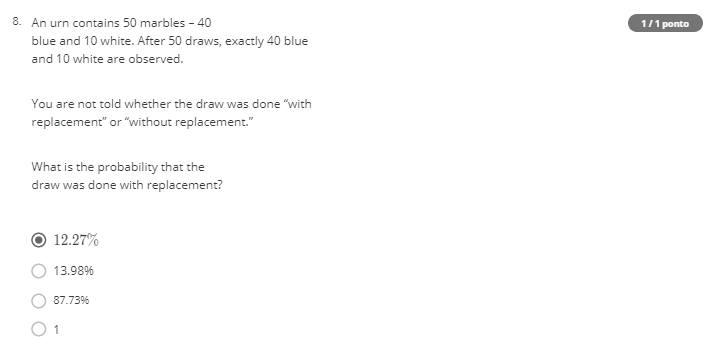 8. An urn contains 50 marbles – 40
1 / 1 ponto
blue and 10 white. After 50 draws, exactly 40 blue
and 10 white are observed.
You are not told whether the draw was done “with
replacement” or “without replacement.”
What is the probability that the
draw was done with replacement?
12.27%
13.98%
87.73%
1